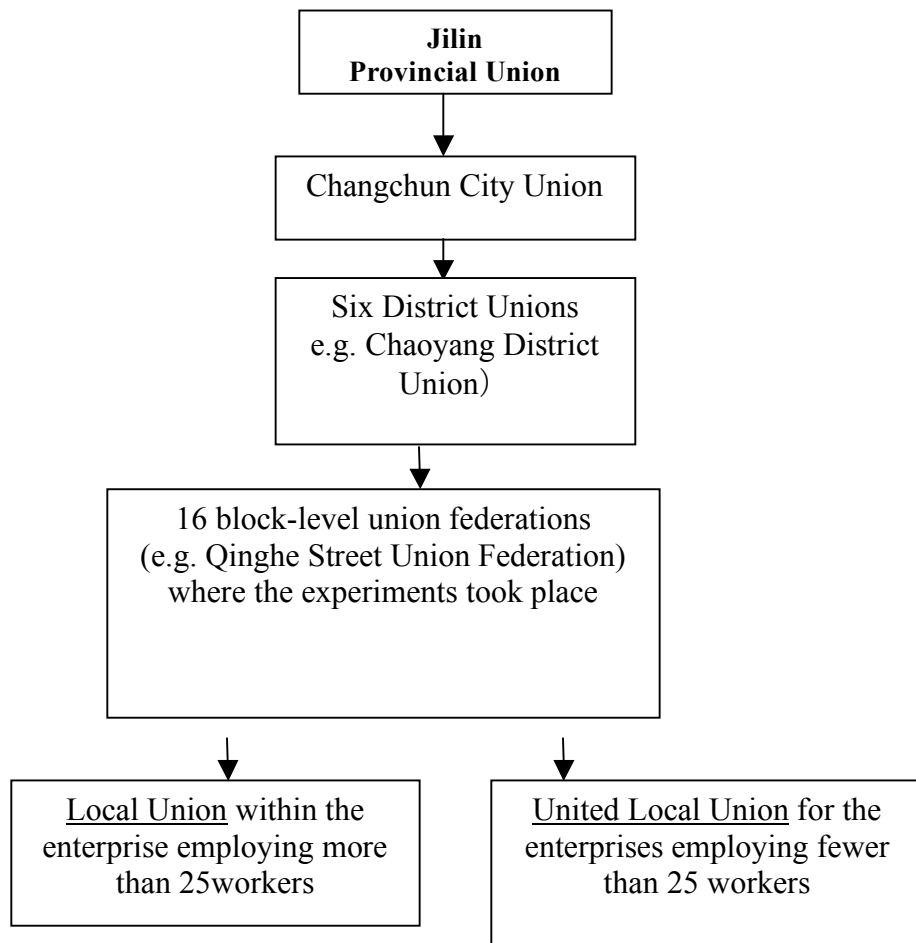 Jilin
Provincial Union
Changchun City Union
Six District Unions
e.g. Chaoyang District
Union）
16 block-level union federations
(e.g. Qinghe Street Union Federation)
where the experiments took place
Local Union within the
enterprise employing more
than 25workers
United Local Union for the
enterprises employing fewer
than 25 workers